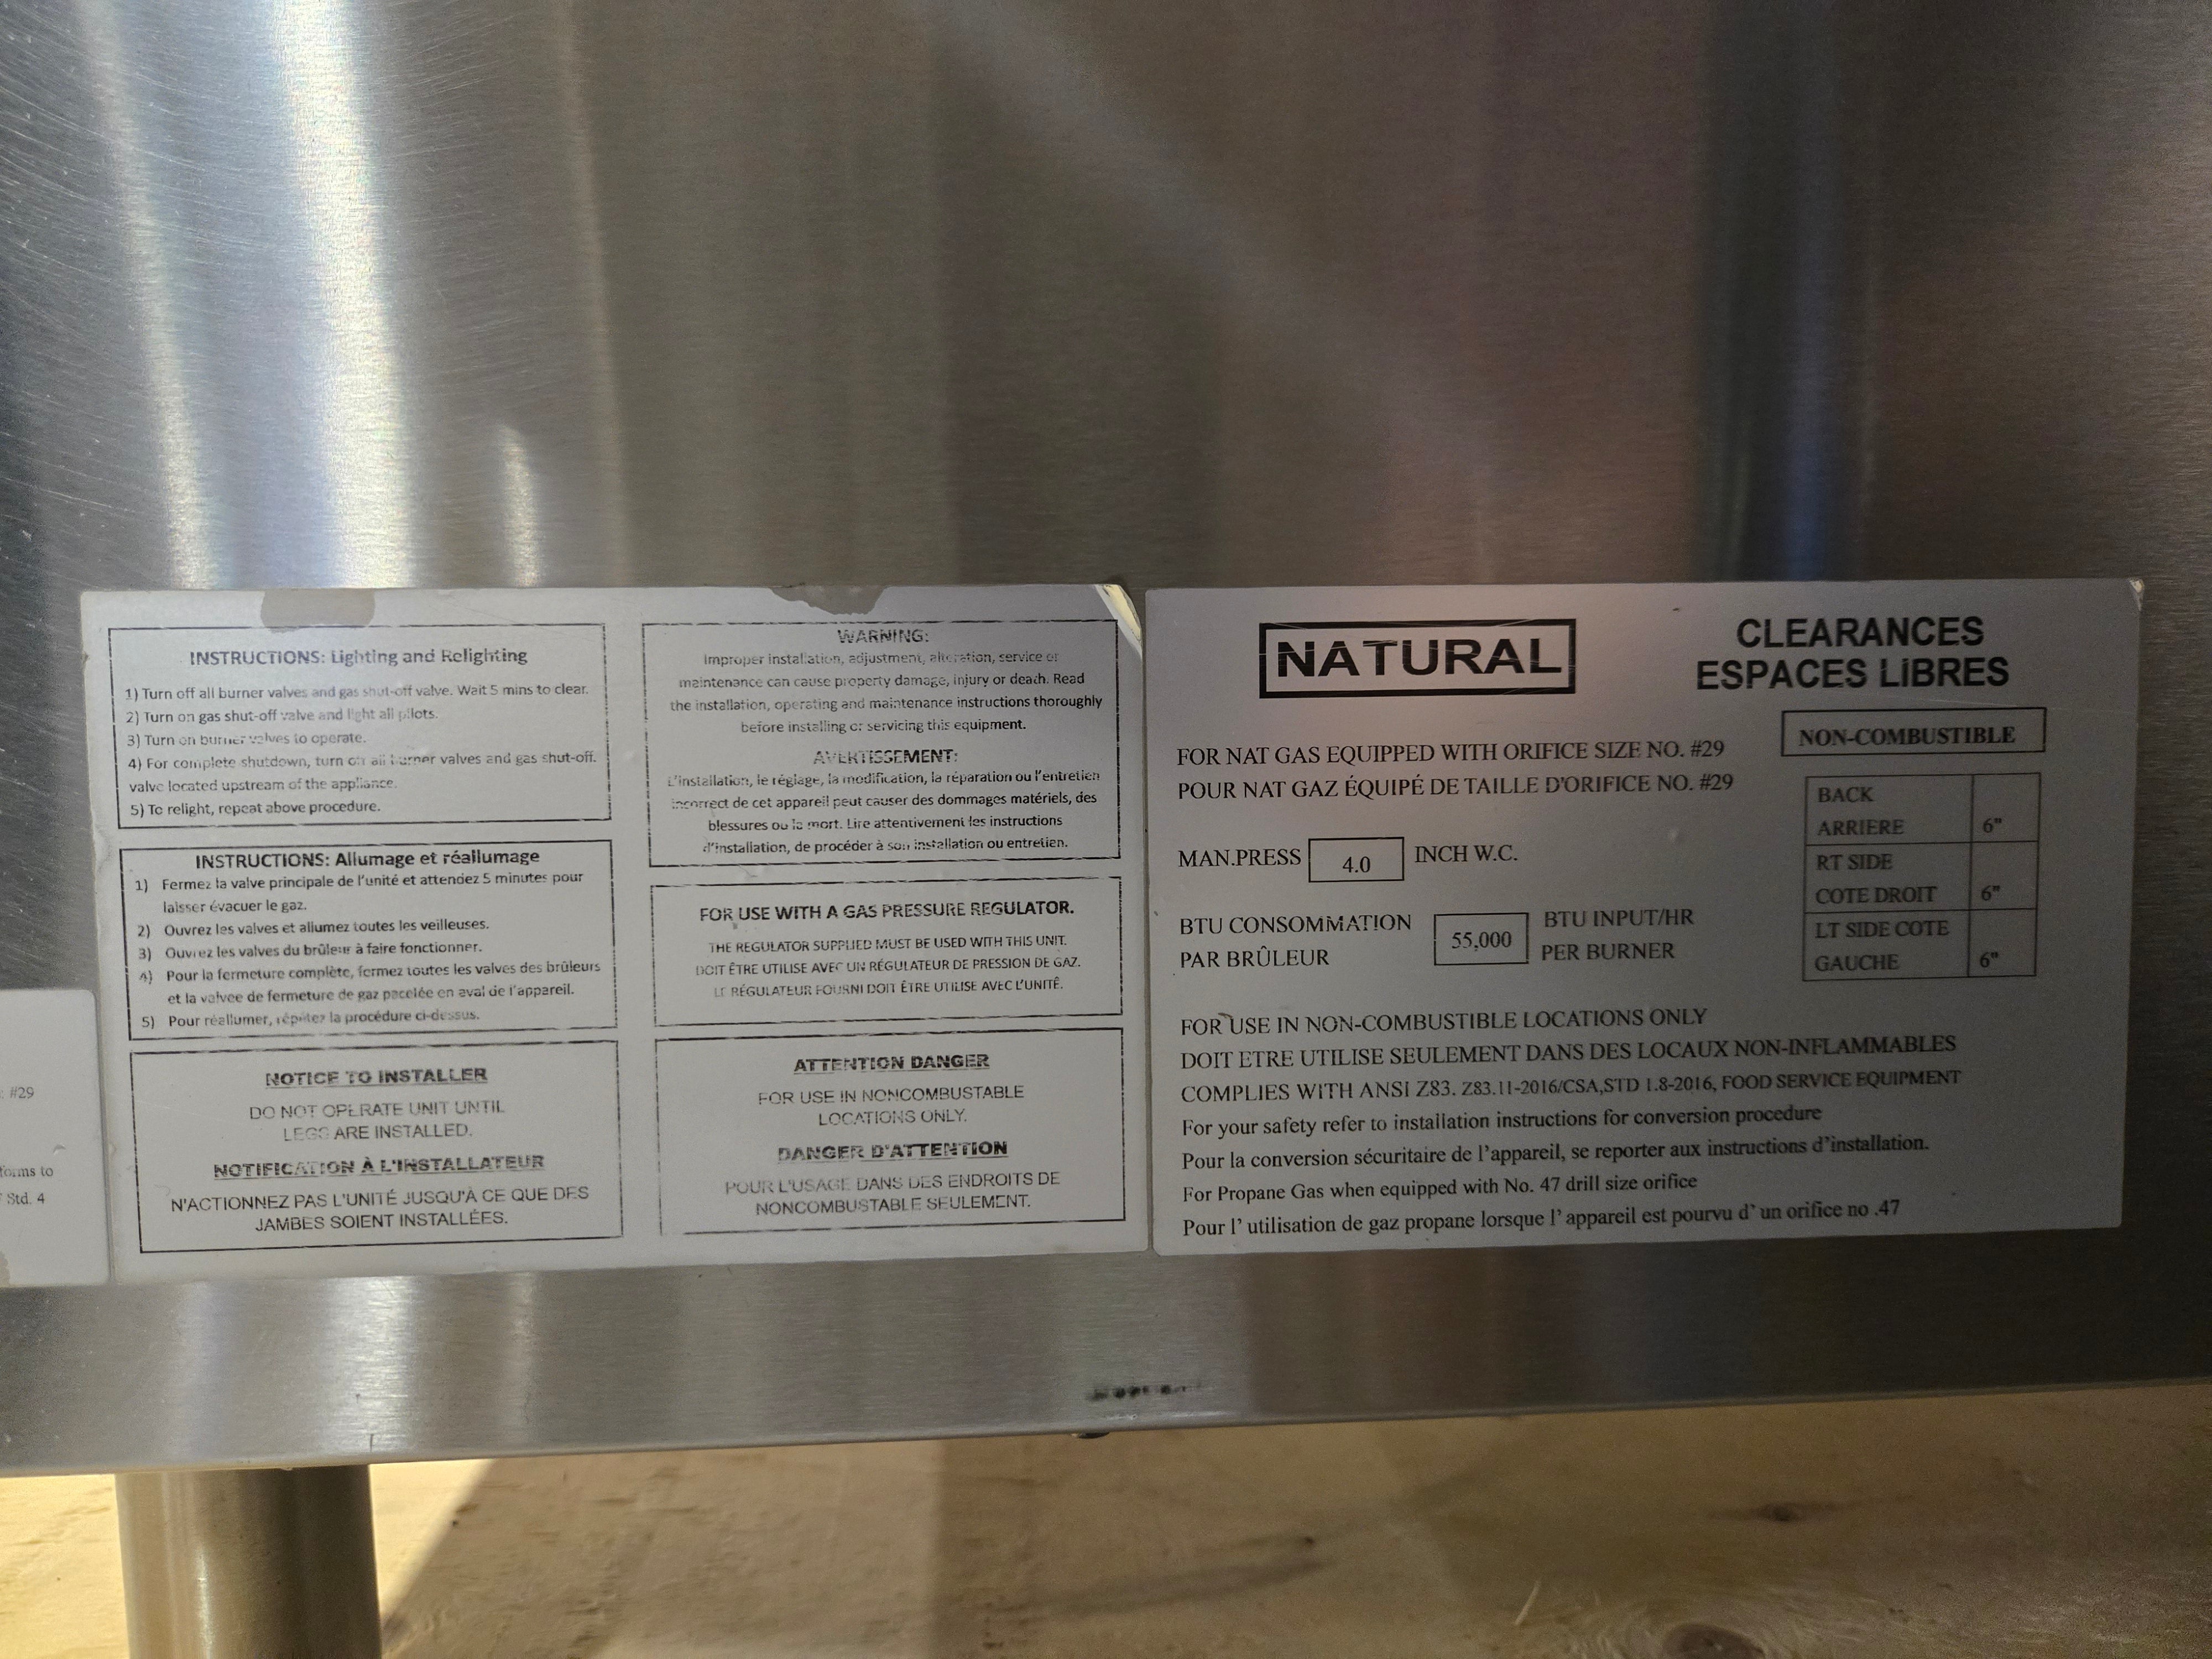 #29
forms to
Std. 4
INSTRUCTIONS: Lighting and Relighting
1) Turn off all burner valves and gas shut-off valve. Wait 5 mins to clear.
2) Turn on gas shut-off valve and light all pilots.
3) Turn on burner valves to operate.
4) For complete shutdown, turn off all burner valves and gas shut-off.
valve located upstream of the appliance.
5) To relight, repeat above procedure.
INSTRUCTIONS: Allumage et réallumage
1) Fermez la valve principale de l'unité et attendez 5 minutes pour
laisser évacuer le gaz.
2) Ouvrez les valves et allumez toutes les veilleuses.
3) Ouvrez les valves du brûleur à faire fonctionner.
4) Pour la fermeture complète, fermez toutes les valves des brûleurs
et la valvee de fermeture de gaz pacelée en aval de l'appareil.
5) Pour réallumer, répétez la procédure ci-dessus.
NOTICE TO INSTALLER
DO NOT OPERATE UNIT UNTIL
LEGS ARE INSTALLED.
NOTIFICATION À L'INSTALLATEUR
N'ACTIONNEZ PAS L'UNITÉ JUSQU'À CE QUE DES
JAMBES SOIENT INSTALLÉES.
WARNING:
Improper installation, adjustment, alteration, service or
maintenance can cause property damage, injury or death. Read
the installation, operating and maintenance instructions thoroughly
before installing or servicing this equipment.
AVERTISSEMENT:
L'installation, le réglage, la modification, la réparation ou l'entretien
incorrect de cet appareil peut causer des dommages matériels, des
blessures ou la mort. Lire attentivement les instructions
d'installation, de procéder à son installation ou entretien.
FOR USE WITH A GAS PRESSURE REGULATOR.
THE REGULATOR SUPPLIED MUST BE USED WITH THIS UNIT.
DOIT ÊTRE UTILISE AVEC UN RÉGULATEUR DE PRESSION DE GAZ.
LE RÉGULATEUR FOURNI DOIT ÊTRE UTILISE AVEC L'UNITÉ.
ATTENTION DANGER
FOR USE IN NONCOMBUSTABLE
LOCATIONS ONLY.
DANGER D'ATTENTION
POUR L'USAGE DANS DES ENDROITS DE
NONCOMBUSTABLE SEULEMENT.
NATURAL
FOR NAT GAS EQUIPPED WITH ORIFICE SIZE NO. #29
POUR NAT GAZ ÉQUIPÉ DE TAILLE D'ORIFICE NO. #29
MAN.PRESS 4.0 INCH W.C.
BTU CONSOMMATION
PAR BRÛLEUR
55,000
BTU INPUT/HR
PER BURNER
CLEARANCES
ESPACES LIBRES
NON-COMBUSTIBLE
BACK
ARRIERE 6"
RT SIDE
COTE DROIT 6"
LT SIDE COTE
GAUCHE 6"
FOR USE IN NON-COMBUSTIBLE LOCATIONS ONLY
DOIT ETRE UTILISE SEULEMENT DANS DES LOCAUX NON-INFLAMMABLES
COMPLIES WITH ANSI Z83. Z83.11-2016/CSA,STD 1.8-2016, FOOD SERVICE EQUIPMENT
For your safety refer to installation instructions for conversion procedure
Pour la conversion sécuritaire de l'appareil, se reporter aux instructions d'installation.
For Propane Gas when equipped with No. 47 drill size orifice
Pour l' utilisation de gaz propane lorsque l' appareil est pourvu d' un orifice no .47